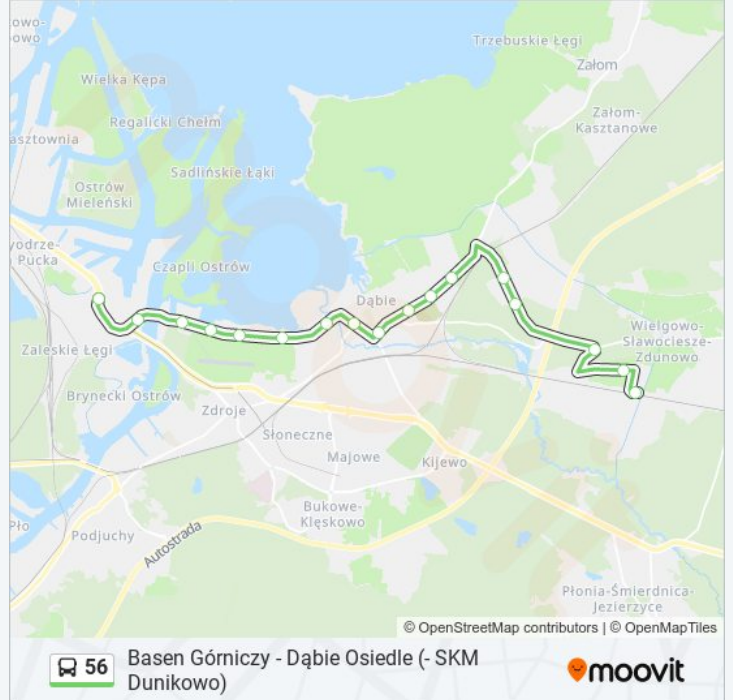 owo-
owo
Trzebuskie Łęgi
Załom
Wielka Kępa
Regalicki Chełm
Załom-
Kasztanowe
asztownia
Sadlińskie Łąki
Ostrów
Mieleński
yodrze-
Pucka
Czapli Ostrów
Dąbie
Wielgowo-
Sławociesze-
Zdunowo
Zaleskie Łęgi
Brynecki Ostrów
Zdroje
Słoneczne
Majowe
Kijewo
Bukowe-
Klęskowo
Pło
Podjuchy
Autostrada
Płonia-Śmierdnica-
Jezierzyce
© OpenStreetMap contributors | © OpenMapTiles
56
Basen Górniczy - Dąbie Osiedle (- SKM
Dunikowo)
moovit